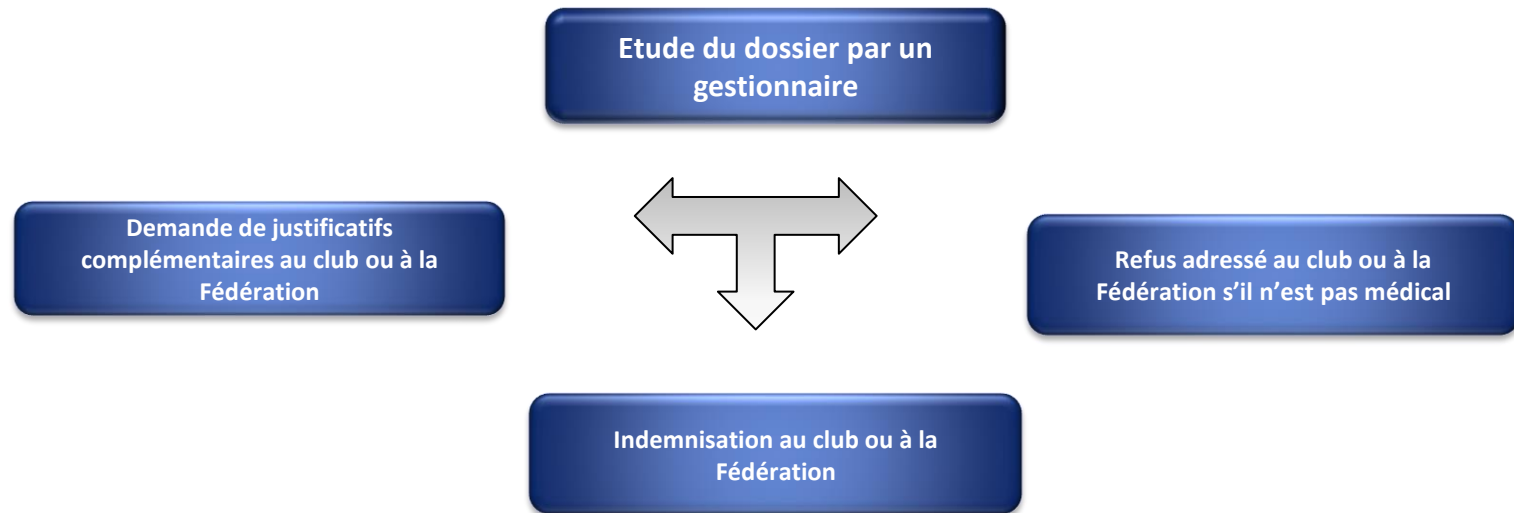 Etude du dossier par un
gestionnaire
Demande de justificatifs
complémentaires au club ou à la
Fédération
Refus adressé au club ou à la
Fédération s’il n’est pas médical
Indemnisation au club ou à la
Fédération